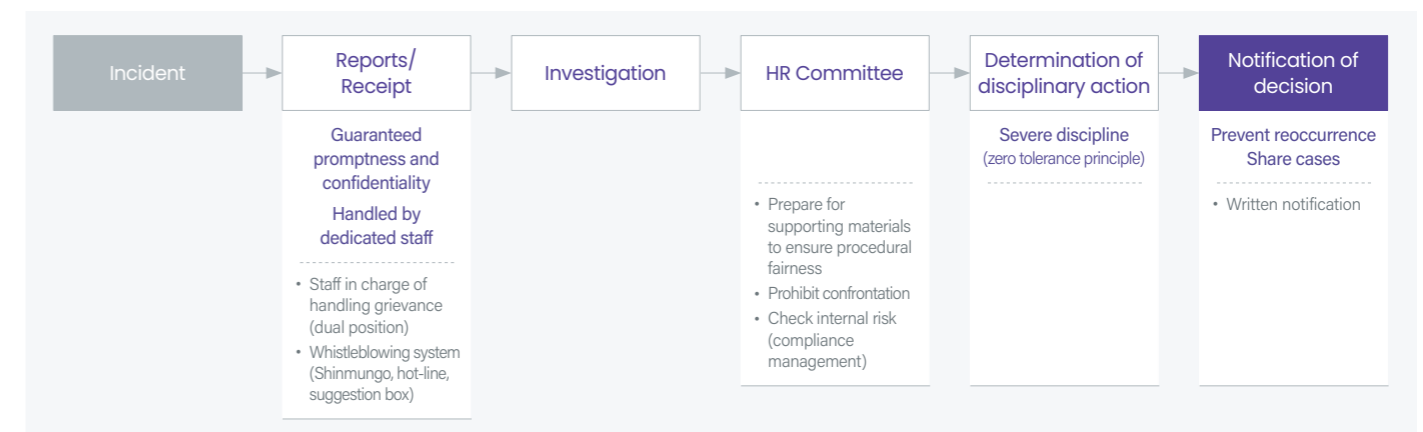 Incident
Reports/
Receipt
Investigation
HR Committee
Determination of
disciplinary action
Notification of
decision
Guaranteed
promptness and
confidentiality
Handled by
dedicated staff
• Staff in charge of
handling grievance
(dual position)
• Whistleblowing system
(Shinmungo, hot-line,
suggestion box)
• Prepare for
supporting materials
to ensure procedural
fairness
• Prohibit confrontation
• Check internal risk
(compliance
management)
Severe discipline
(zero tolerance principle)
Prevent reoccurrence
Share cases
• Written notification